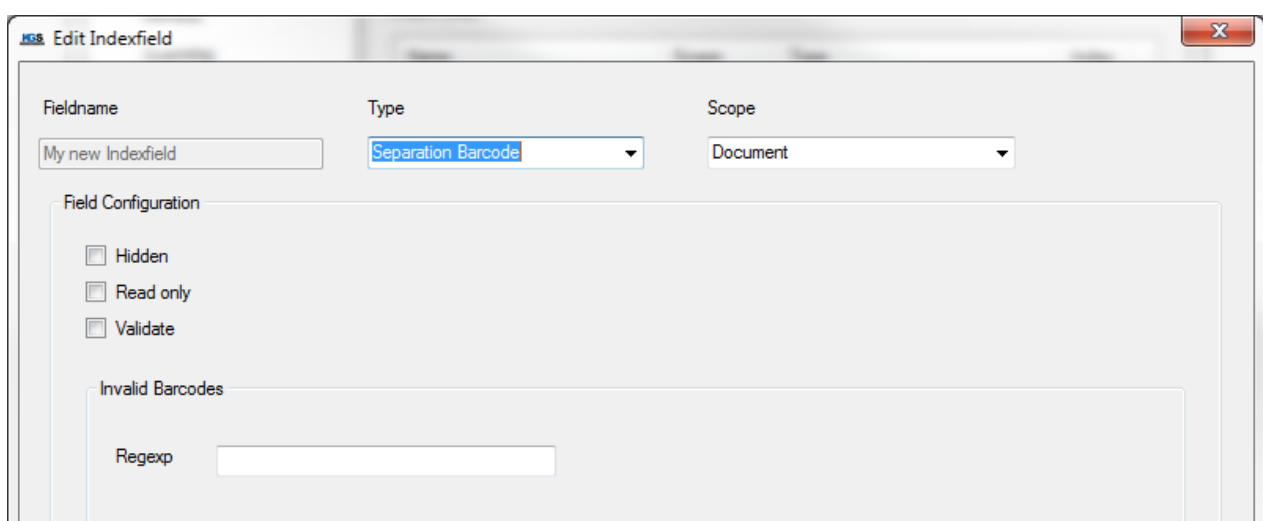 KGS Edit Indexfield
Fieldname Type Scope
My new Indexfield Separation Barcode Document
Field Configuration
Hidden
Read only
Validate
Invalid Barcodes
Regexp